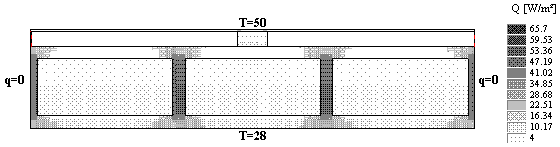 Q [W/m²]
T=50
65.7
59.53
53.36
47.19
q=0
q=0
41.02
34.85
28.68
22.51
16.34
10.17
4
T=28